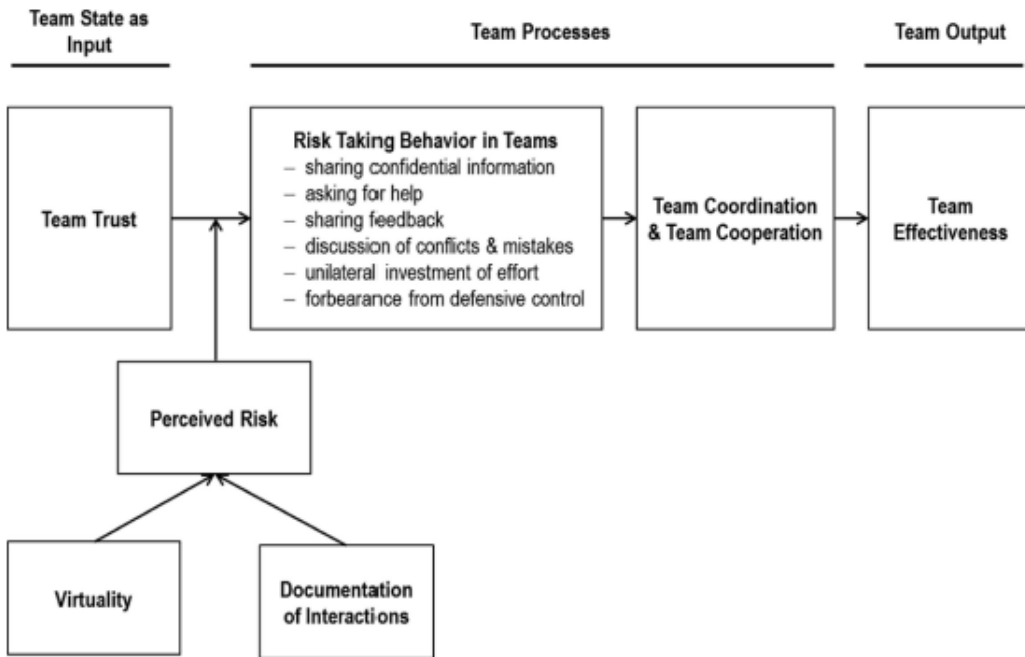 Team State as
Input
Team Processes
Team Output
Team Trust
Risk Taking Behavior in Teams
– sharing confidential information
– asking for help
– sharing feedback
– discussion of conflicts & mistakes
– unilateral investment of effort
– forbearance from defensive control
Team Coordination
& Team Cooperation
Team
Effectiveness
Perceived Risk
Virtuality
Documentation
of Interactions